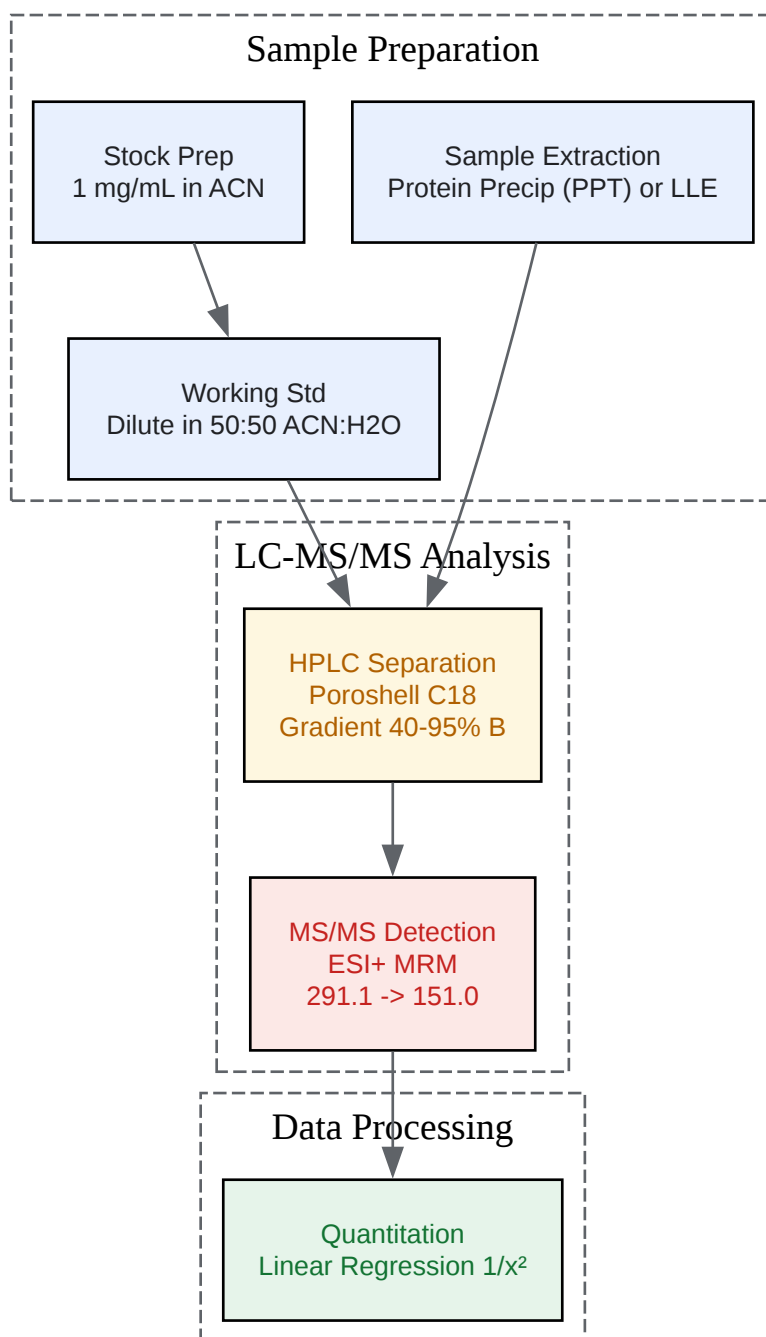 Sample Preparation
Stock Prep
1 mg/mL in ACN
Sample Extraction
Protein Precip (PPT) or LLE
Working Std
Dilute in 50:50 ACN:H2O
LC-MS/MS Analysis
HPLC Separation
Poroshell C18
Gradient 40-95% B
MS/MS Detection
ESI+ MRM
291.1 -> 151.0
Data Processing
Quantitation
Linear Regression 1/x²